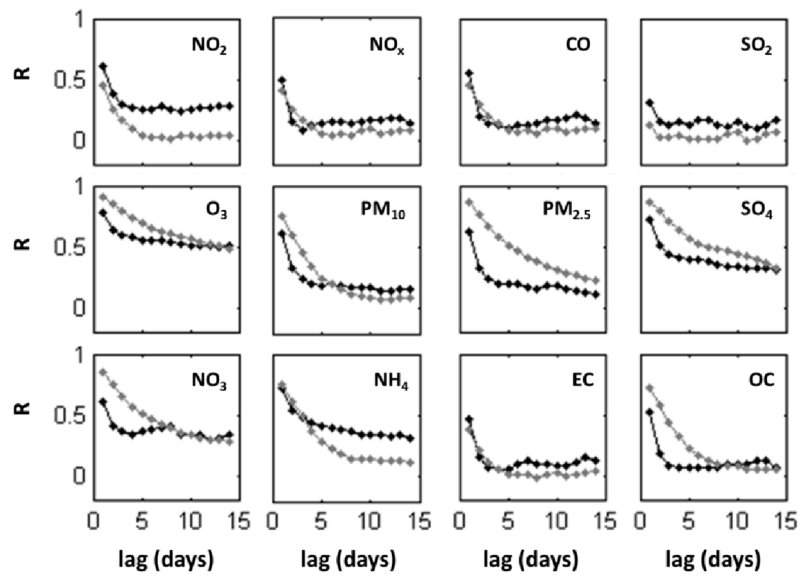 1 NO₂ NOₓ CO SO₂
R 0.5
0
1 O₃ PM₁₀ PM₂.₅ SO₄
R 0.5
0
1 NO₃ NH₄ EC OC
R 0.5
0
0 5 10 15 0 5 10 15 0 5 10 15 0 5 10 15
lag (days) lag (days) lag (days) lag (days)